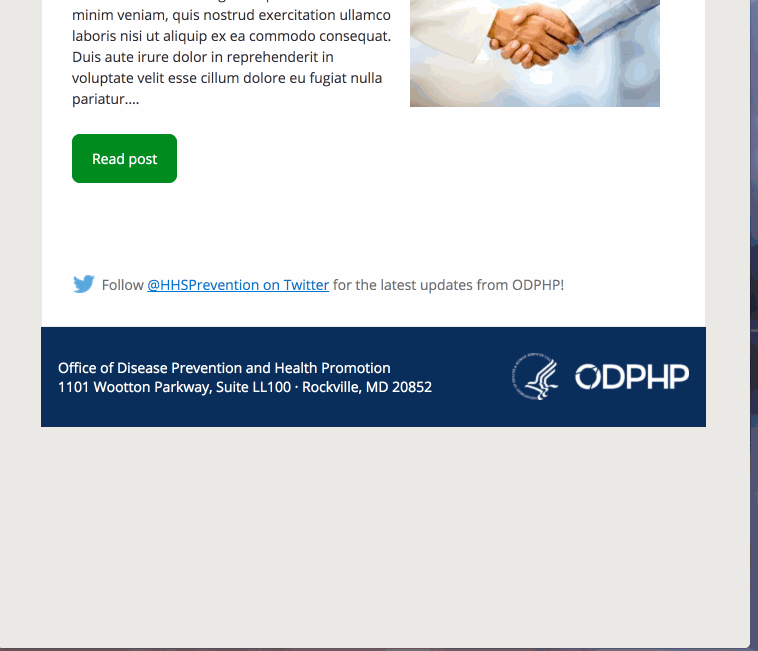 minim veniam, quis nostrud exercitation ullamco
laboris nisi ut aliquip ex ea commodo consequat.
Duis aute irure dolor in reprehenderit in
voluptate velit esse cillum dolore eu fugiat nulla
pariatur....
Read post
Follow @HHSPrevention on Twitter for the latest updates from ODPHP!
Office of Disease Prevention and Health Promotion
1101 Wootton Parkway, Suite LL100 · Rockville, MD 20852
ODPHP